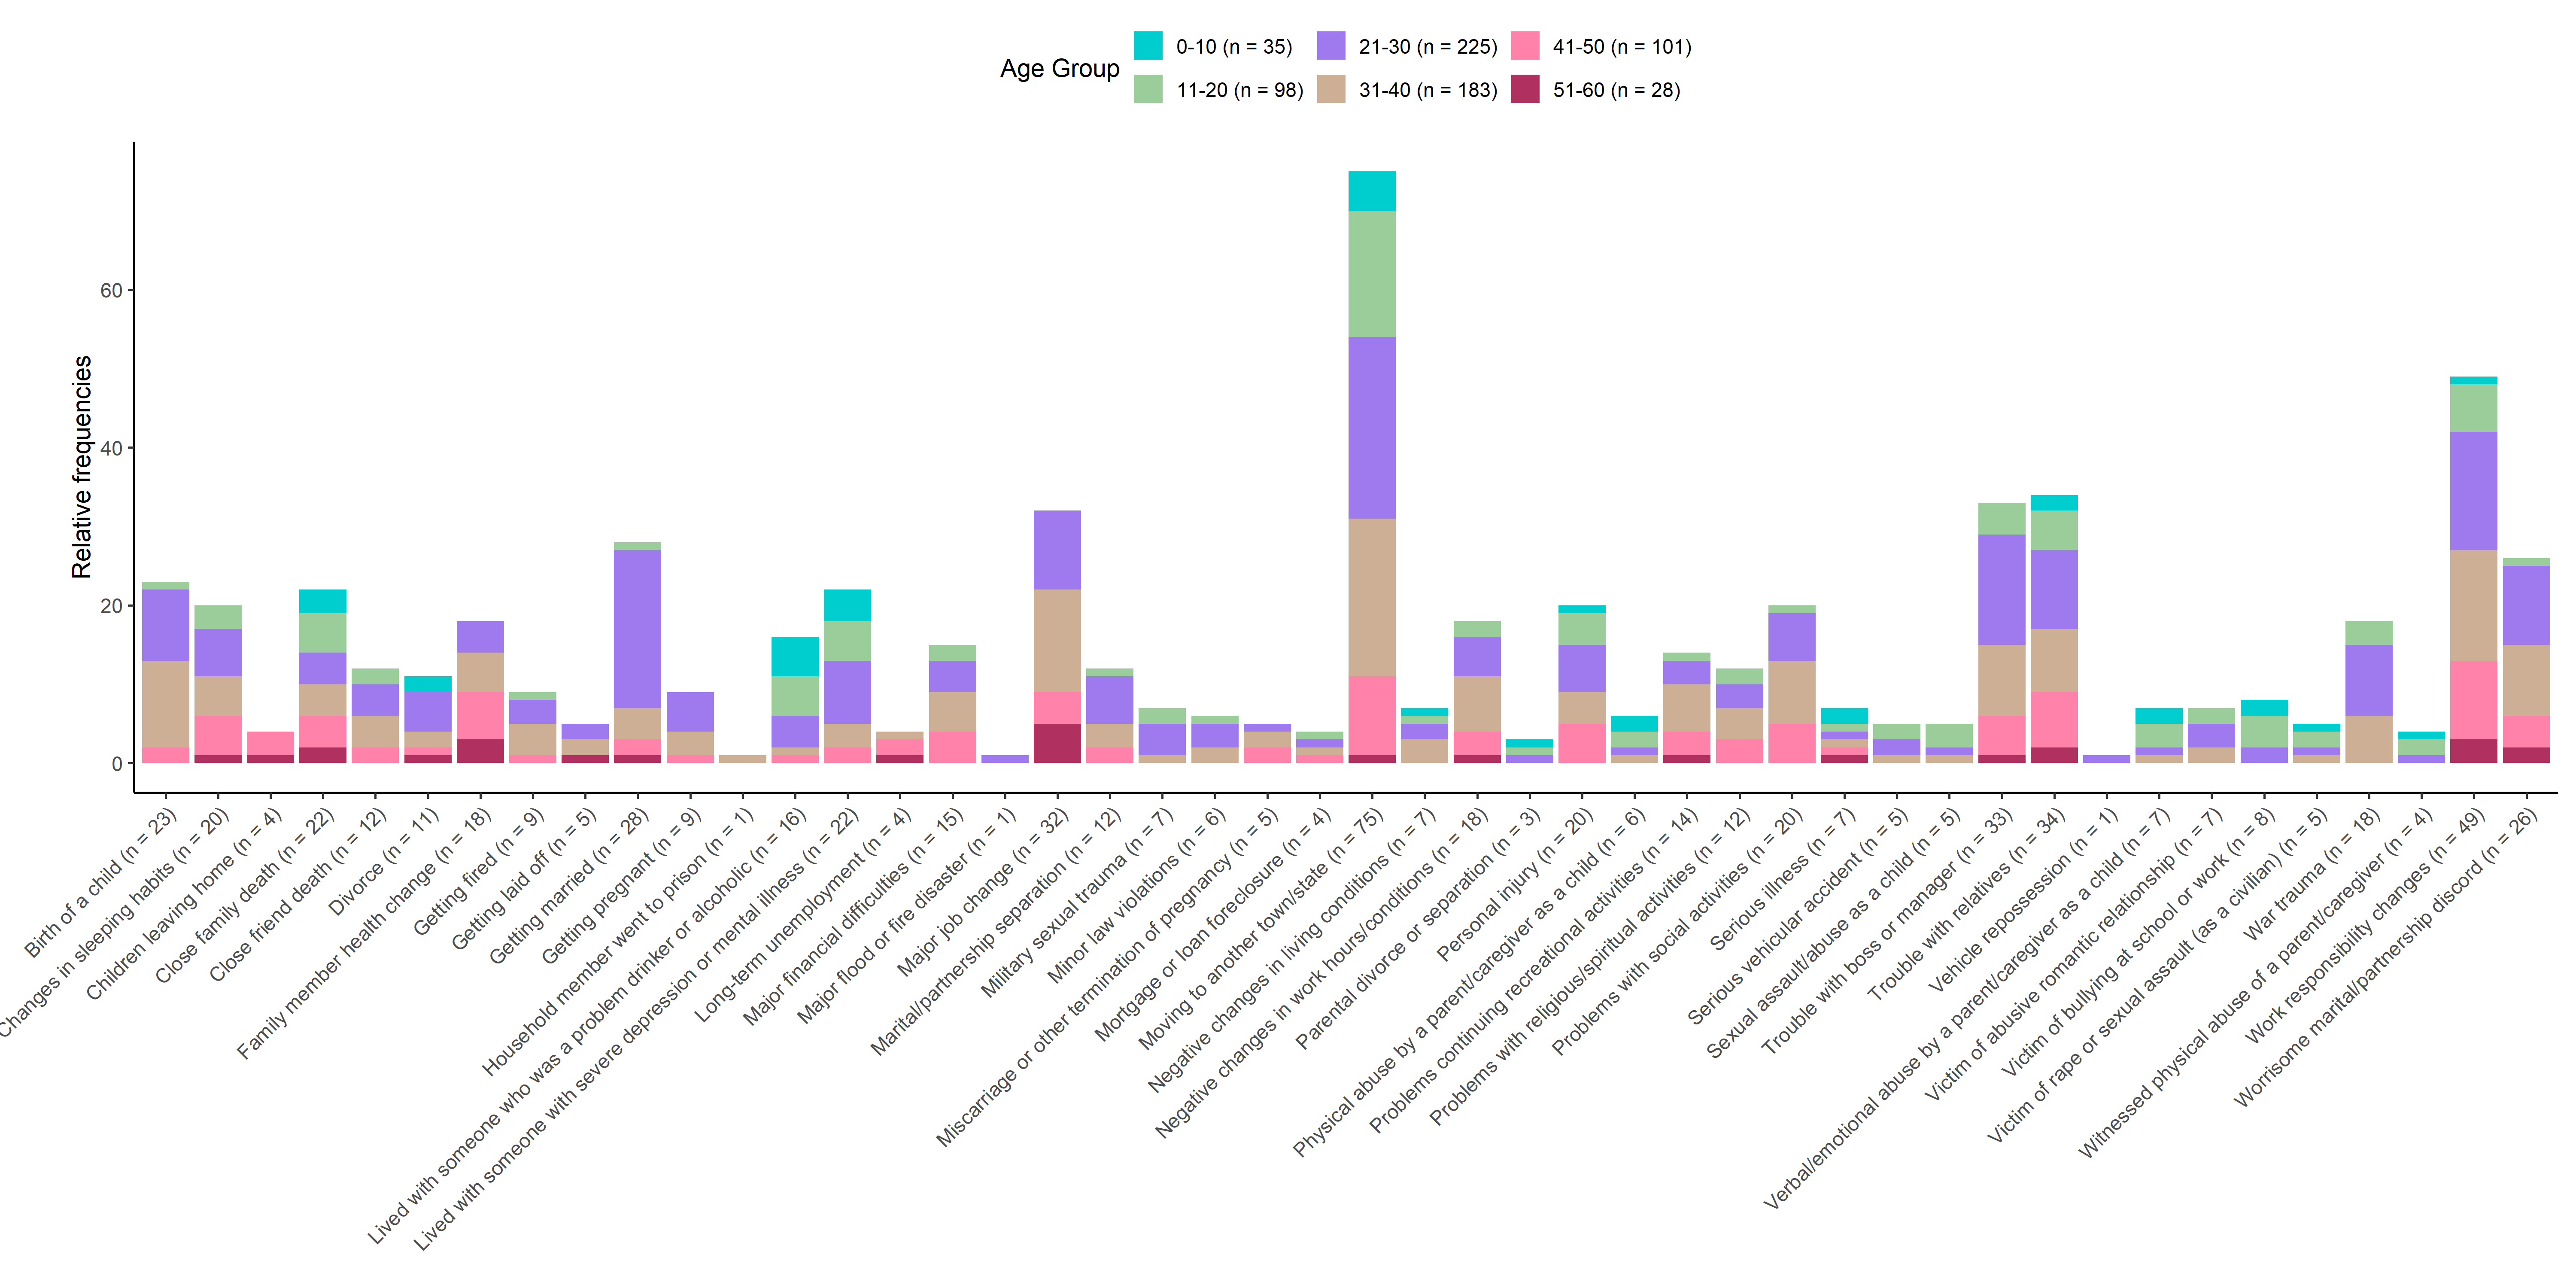 Age Group
0-10 (n = 35)
21-30 (n = 225)
41-50 (n = 101)
11-20 (n = 98)
31-40 (n = 183)
51-60 (n = 28)
Relative frequencies
60
40
20
0
Birth of a child (n = 23)
Changes in sleeping habits (n = 20)
Children leaving home (n = 4)
Close family death (n = 22)
Close friend death (n = 12)
Divorce (n = 11)
Family member health change (n = 18)
Getting fired (n = 9)
Getting laid off (n = 5)
Getting married (n = 28)
Getting pregnant (n = 9)
Household member went to prison (n = 1)
Lived with someone who was a problem drinker or alcoholic (n = 16)
Lived with someone with severe depression or mental illness (n = 22)
Long-term unemployment (n = 4)
Major financial difficulties (n = 15)
Major flood or fire disaster (n = 1)
Major job change (n = 32)
Marital/partnership separation (n = 12)
Military sexual trauma (n = 7)
Minor law violations (n = 6)
Miscarriage or other termination of pregnancy (n = 5)
Mortgage or loan foreclosure (n = 4)
Moving to another town/state (n = 75)
Negative changes in living conditions (n = 7)
Negative changes in work hours/conditions (n = 18)
Parental divorce or separation (n = 3)
Personal injury (n = 20)
Physical abuse by a parent/caregiver as a child (n = 6)
Problems continuing recreational activities (n = 14)
Problems with religious/spiritual activities (n = 12)
Problems with social activities (n = 20)
Serious illness (n = 7)
Serious vehicular accident (n = 5)
Sexual assault/abuse as a child (n = 5)
Trouble with boss or manager (n = 33)
Trouble with relatives (n = 34)
Vehicle repossession (n = 1)
Verbal/emotional abuse by a parent/caregiver as a child (n = 7)
Victim of abusive romantic relationship (n = 7)
Victim of bullying at school or work (n = 8)
Victim of rape or sexual assault (as a civilian) (n = 5)
War trauma (n = 18)
Witnessed physical abuse of a parent/caregiver (n = 4)
Work responsibility changes (n = 49)
Worrisome marital/partnership discord (n = 26)